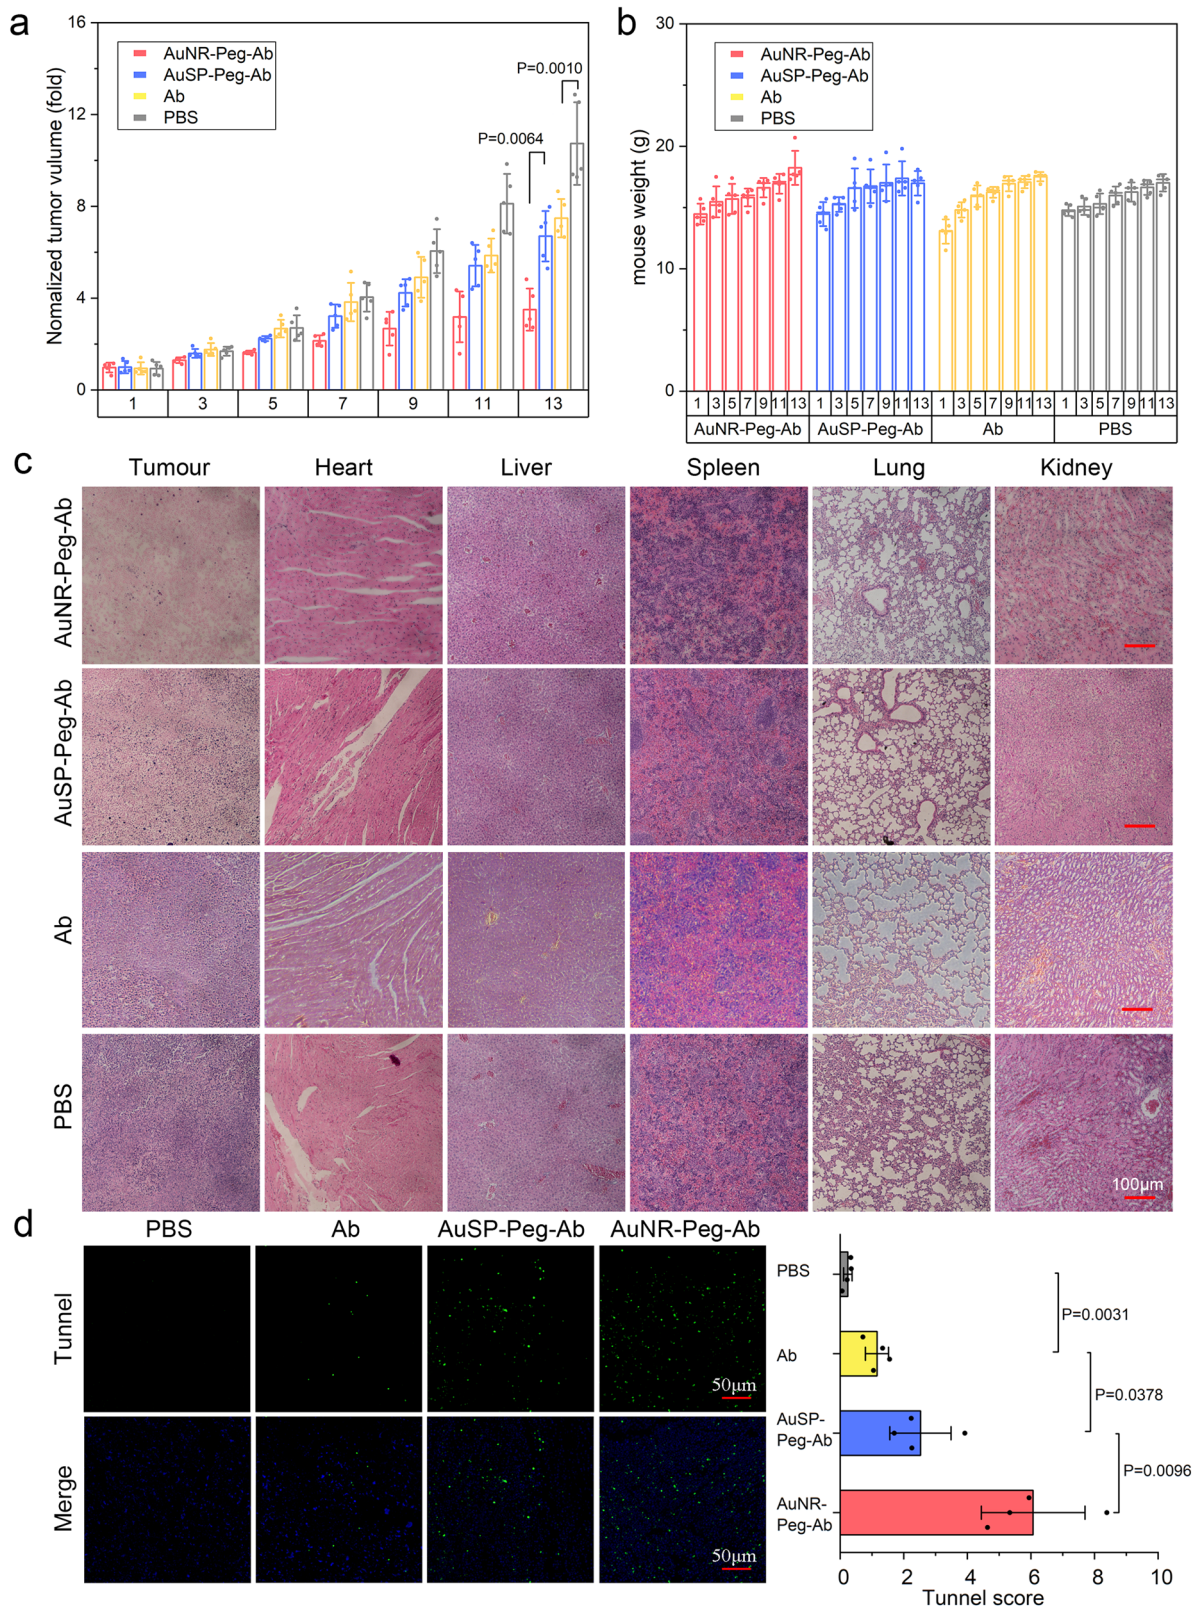 a
Nomalized tumor volume (fold)
16
12
8
4
0
AuNR-Peg-Ab
AuSP-Peg-Ab
Ab
PBS
P=0.0010
P=0.0064
1 3 5 7 9 11 13
b
mouse weight (g)
30
20
10
0
AuNR-Peg-Ab
AuSP-Peg-Ab
Ab
PBS
1 3 5 7 9 11 13 1 3 5 7 9 11 13 1 3 5 7 9 11 13 1 3 5 7 9 11 13
AuNR-Peg-Ab AuSP-Peg-Ab Ab PBS
c
Tumour Heart Liver Spleen Lung Kidney
AuNR-Peg-Ab
AuSP-Peg-Ab
Ab
PBS
100μm
d
PBS Ab AuSP-Peg-Ab AuNR-Peg-Ab
Tunnel
50μm
Merge
50μm
PBS
Ab
AuSP-
Peg-Ab
AuNR-
Peg-Ab
P=0.0031
P=0.0378
P=0.0096
0 2 4 6 8 10
Tunnel score